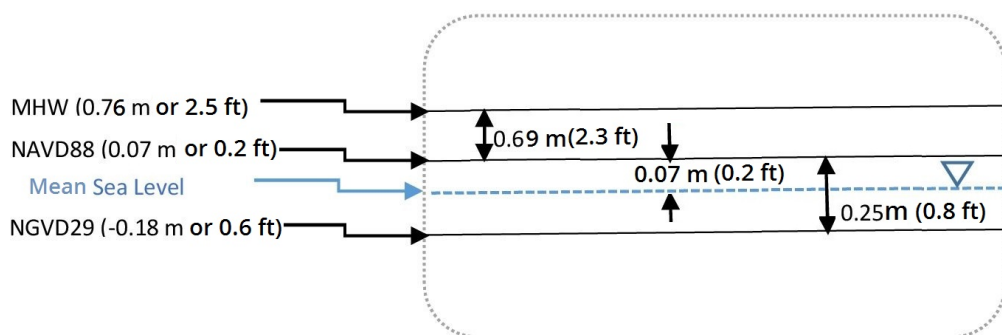 MHW (0.76 m or 2.5 ft)
0.69 m(2.3 ft)
NAVD88 (0.07 m or 0.2 ft)
0.07 m (0.2 ft)
Mean Sea Level
0.25m (0.8 ft)
NGVD29 (-0.18 m or 0.6 ft)